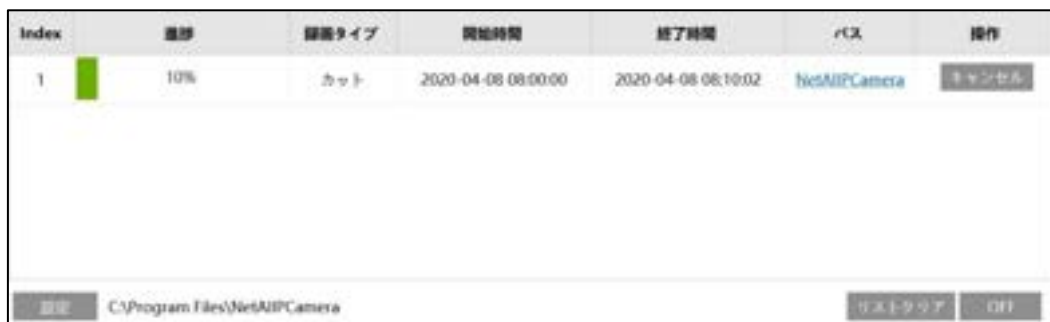 Index 進捗 録画タイプ 開始時間 終了時間 パス 操作
1 10% カット 2020-04-08 08:00:00 2020-04-08 08:10:02 NetAIIPCamera キャンセル
設定 C:\Program Files\NetAIIPCamera リストクリア OFF